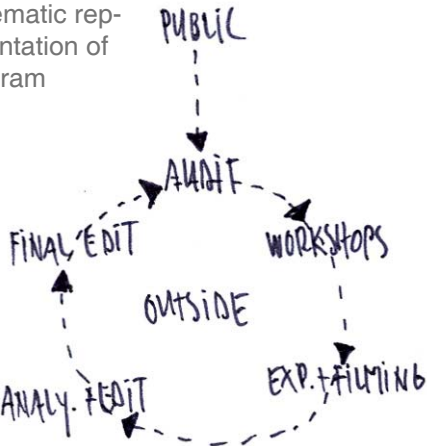 ematic rep-
ntation of
ram
PUBLIC
AUDIT
FINAL EDIT
WORKSHOPS
OUTSIDE
EXP.+FILMING
ANALY.+EDIT